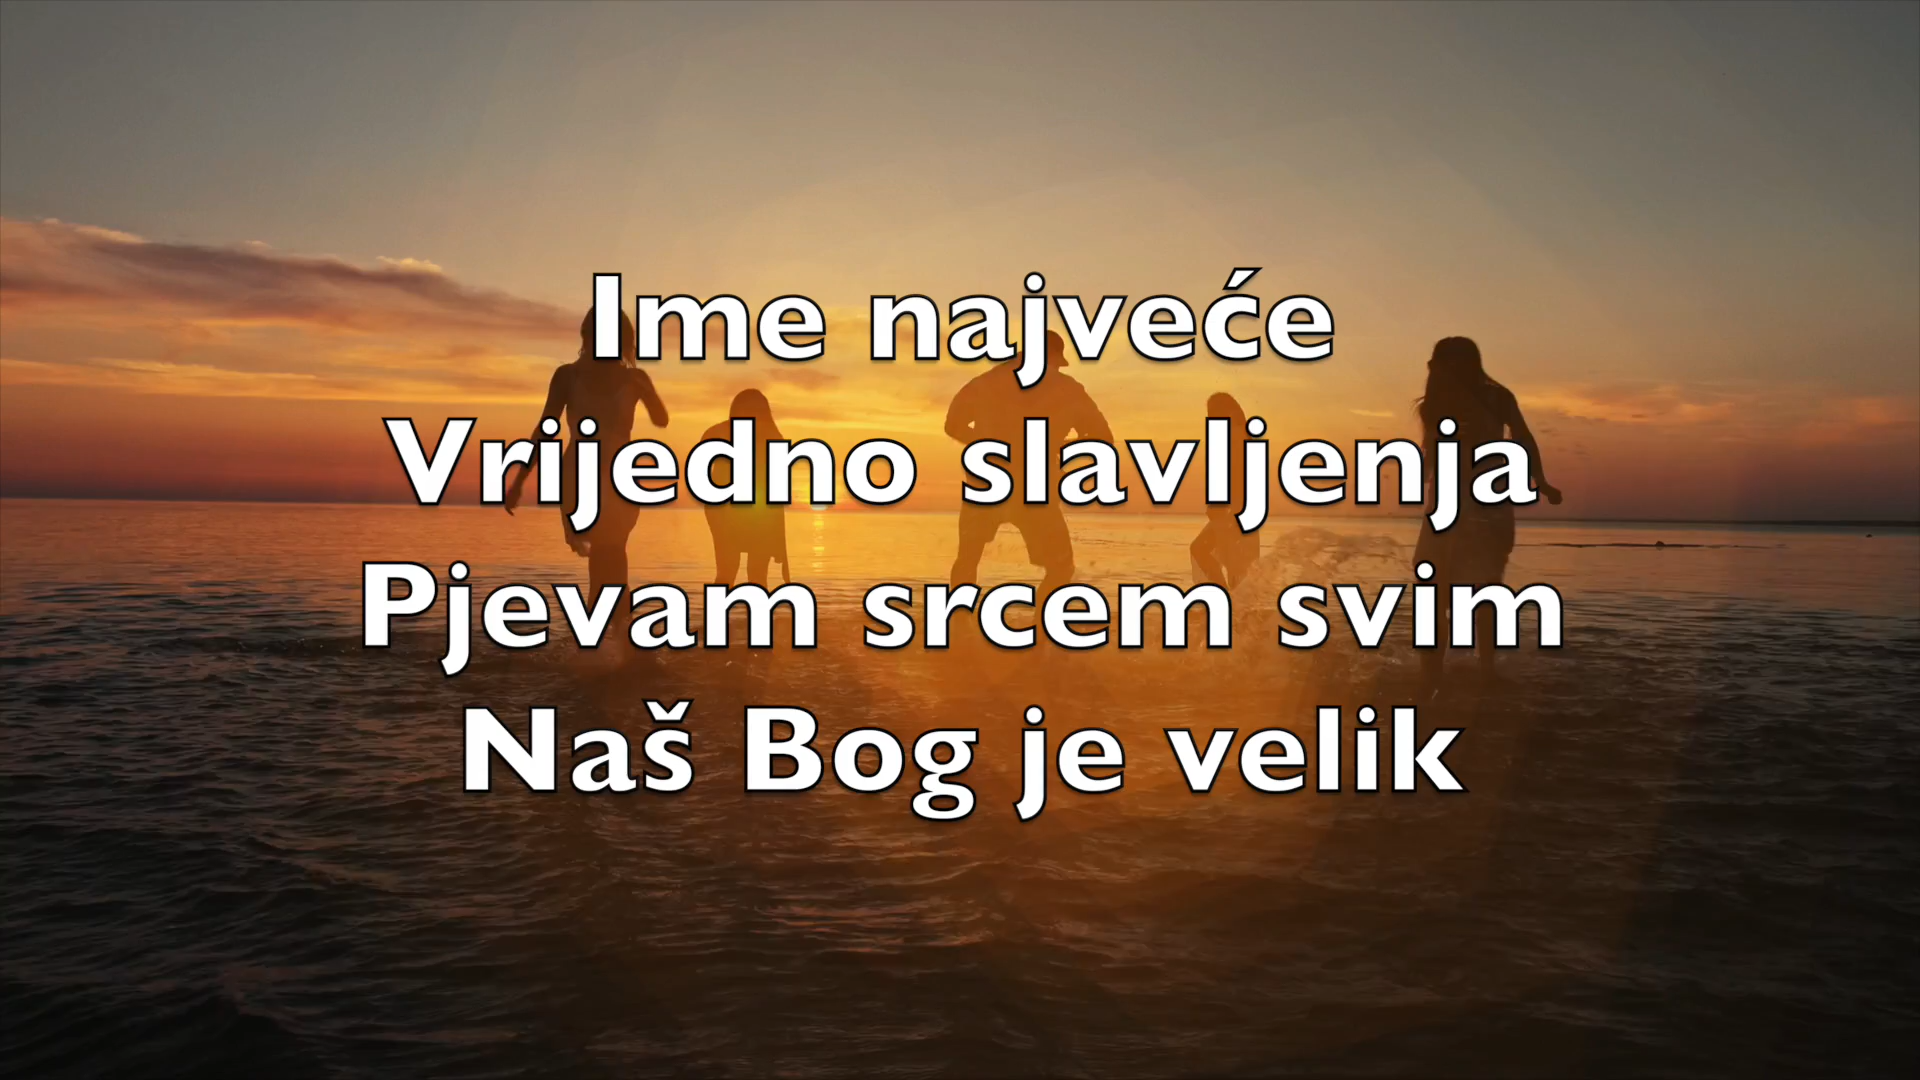 Ime najveće
Vrijedno slavljenja
Pjevam srcem svim
Naš Bog je velik